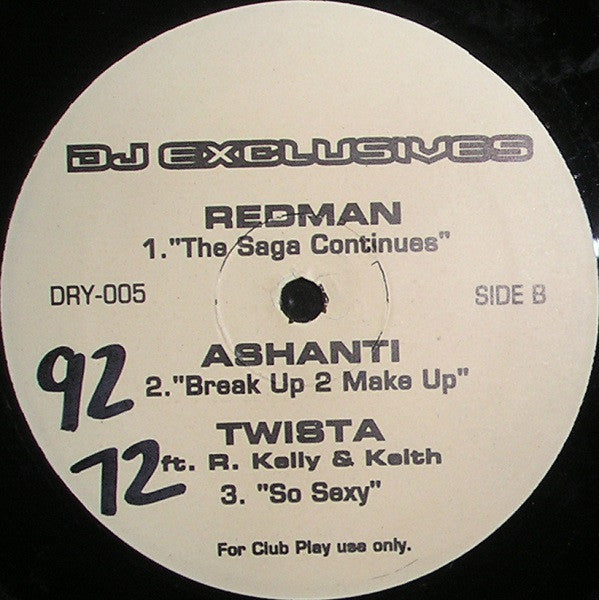 DJ EXCLUSIVES
REDMAN
1."The Saga Continues"
DRY-005
SIDE B
ASHANTI
92
2."Break Up 2 Make Up"
TWISTA
72
ft. R. Kelly & Keith
3. "So Sexy"
For Club Play use only.